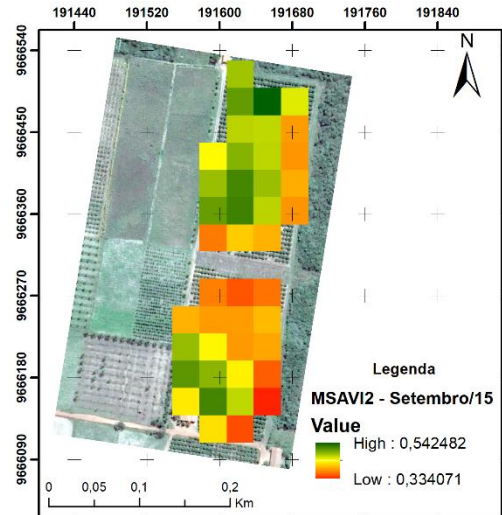 191440 191520 191600 191680 191760 191840
9666540
9666450
9666360
9666270
9666180
9666090
N
Legenda
MSAVI2 - Setembro/15
Value
High : 0,542482
Low : 0,334071
0 0,05 0,1 0,2
Km